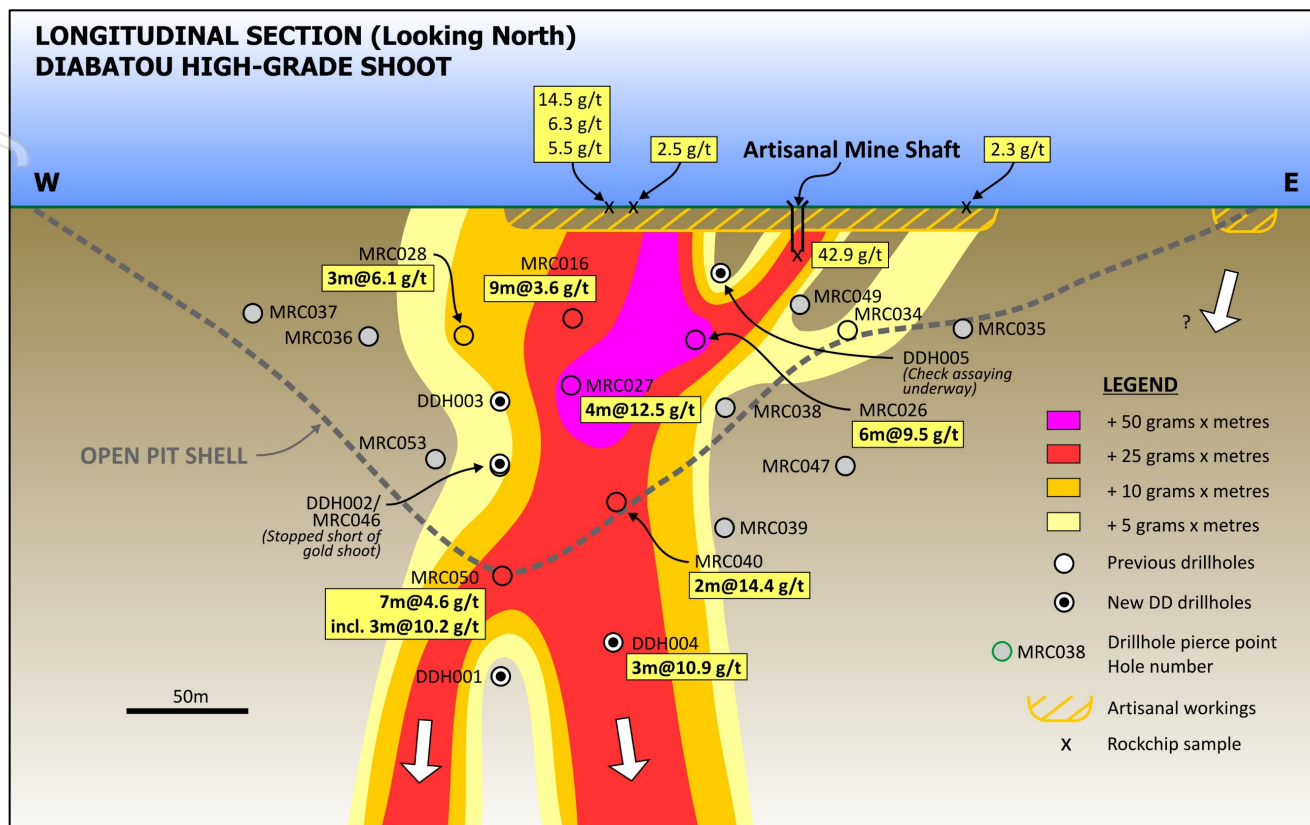 LONGITUDINAL SECTION (Looking North)
DIABATOU HIGH-GRADE SHOOT
14.5 g/t
6.3 g/t
5.5 g/t
2.5 g/t
Artisanal Mine Shaft
2.3 g/t
W
E
MRC028
3m@6.1 g/t
MRC016
9m@3.6 g/t
42.9 g/t
MRC037
MRC036
MRC049
MRC034
MRC035
?
DDH005
(Check assaying
underway)
MRC027
4m@12.5 g/t
DDH003
MRC038
MRC026
6m@9.5 g/t
MRC053
OPEN PIT SHELL
MRC047
DDH002/
MRC046
(Stopped short of
gold shoot)
MRC039
MRC040
2m@14.4 g/t
MRC050
7m@4.6 g/t
incl. 3m@10.2 g/t
DDH004
3m@10.9 g/t
DDH001
50m
LEGEND
+ 50 grams x metres
+ 25 grams x metres
+ 10 grams x metres
+ 5 grams x metres
Previous drillholes
New DD drillholes
MRC038
Drillhole pierce point
Hole number
Artisanal workings
x
Rockchip sample